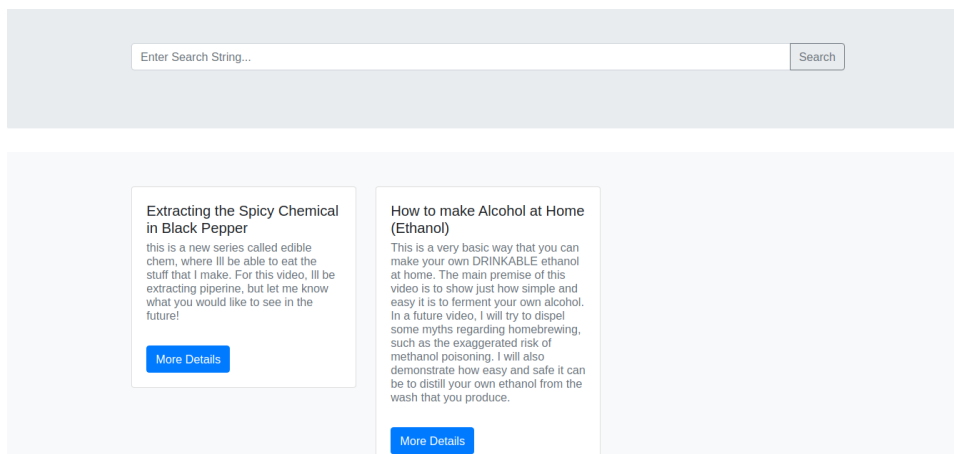 Enter Search String...
Search
Extracting the Spicy Chemical
in Black Pepper
this is a new series called edible
chem, where Ill be able to eat the
stuff that I make. For this video, Ill be
extracting piperine, but let me know
what you would like to see in the
future!
More Details
How to make Alcohol at Home
(Ethanol)
This is a very basic way that you can
make your own DRINKABLE ethanol
at home. The main premise of this
video is to show just how simple and
easy it is to ferment your own alcohol.
In a future video, I will try to dispel
some myths regarding homebrewing,
such as the exaggerated risk of
methanol poisoning. I will also
demonstrate how easy and safe it can
be to distill your own ethanol from the
wash that you produce.
More Details